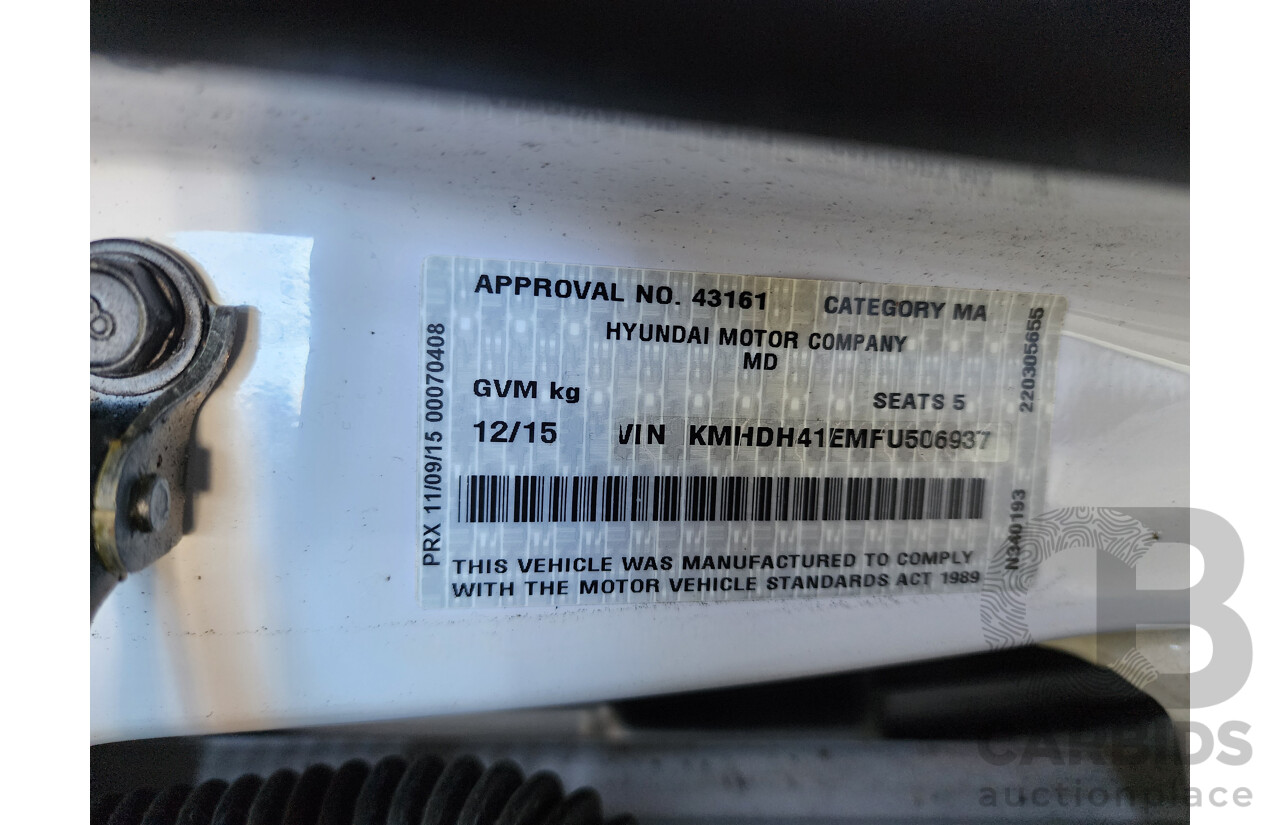 APPROVAL NO. 43161 CATEGORY MA
HYUNDAI MOTOR COMPANY
MD
GVM kg SEATS 5
12/15 VIN KMHDH41EMFU506937
THIS VEHICLE WAS MANUFACTURED TO COMPLY
WITH THE MOTOR VEHICLE STANDARDS ACT 1989
PRX 11/09/15 00070408
220305655
N340193
8
CARBIDS
auctionplace